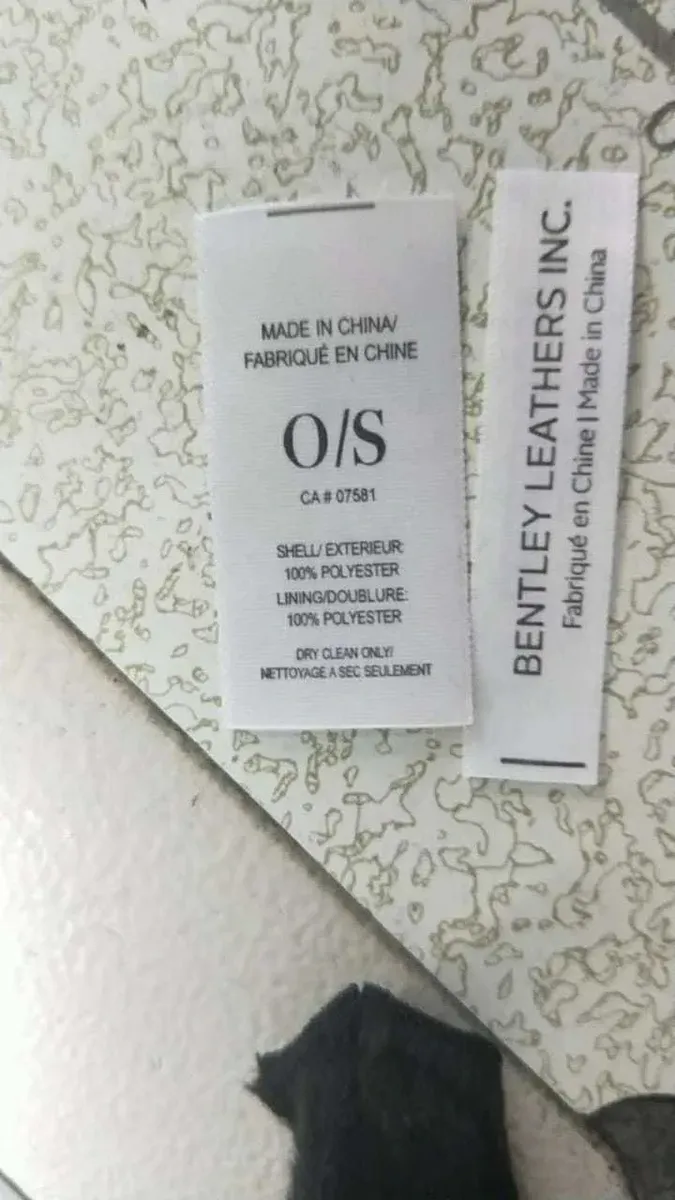 MADE IN CHINA/
FABRIQUÉ EN CHINE
O/S
CA # 07581
SHELL/ EXTERIEUR:
100% POLYESTER
LINING/DOUBLURE:
100% POLYESTER
DRY CLEAN ONLY/
NETTOYAGE A SEC SEULEMENT
BENTLEY LEATHERS INC.
Fabriqué en Chine | Made in China